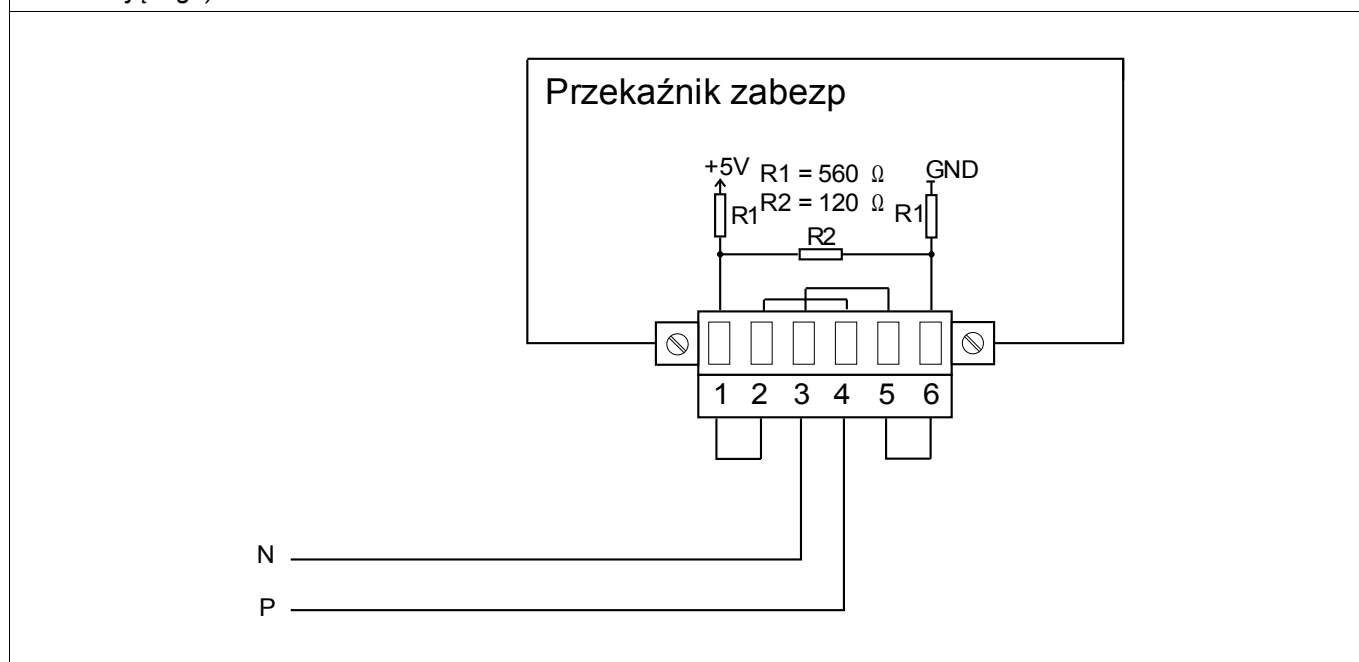 Przekaźnik zabezp
+5V R1 = 560 Ω GND
R1 R2 = 120 Ω R1
R2
1 2 3 4 5 6
N
P